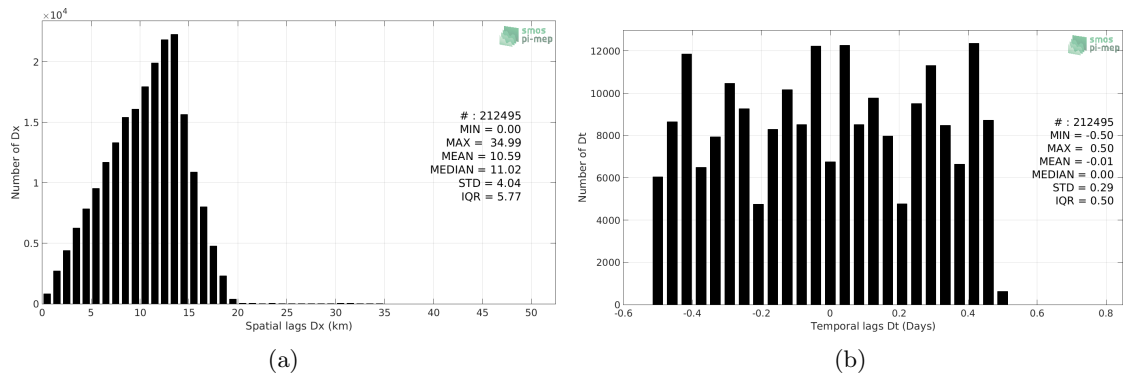 ×10⁴
2
1.5
1
0.5
0
Number of Dx
0 5 10 15 20 25 30 35 40 45 50
Spatial lags Dx (km)
smos
pi-mep
# : 212495
MIN = 0.00
MAX = 34.99
MEAN = 10.59
MEDIAN = 11.02
STD = 4.04
IQR = 5.77
(a)
12000
10000
8000
6000
4000
2000
0
Number of Dt
-0.6 -0.4 -0.2 0 0.2 0.4 0.6 0.8
Temporal lags Dt (Days)
smos
pi-mep
# : 212495
MIN = -0.50
MAX = 0.50
MEAN = -0.01
MEDIAN = 0.00
STD = 0.29
IQR = 0.50
(b)